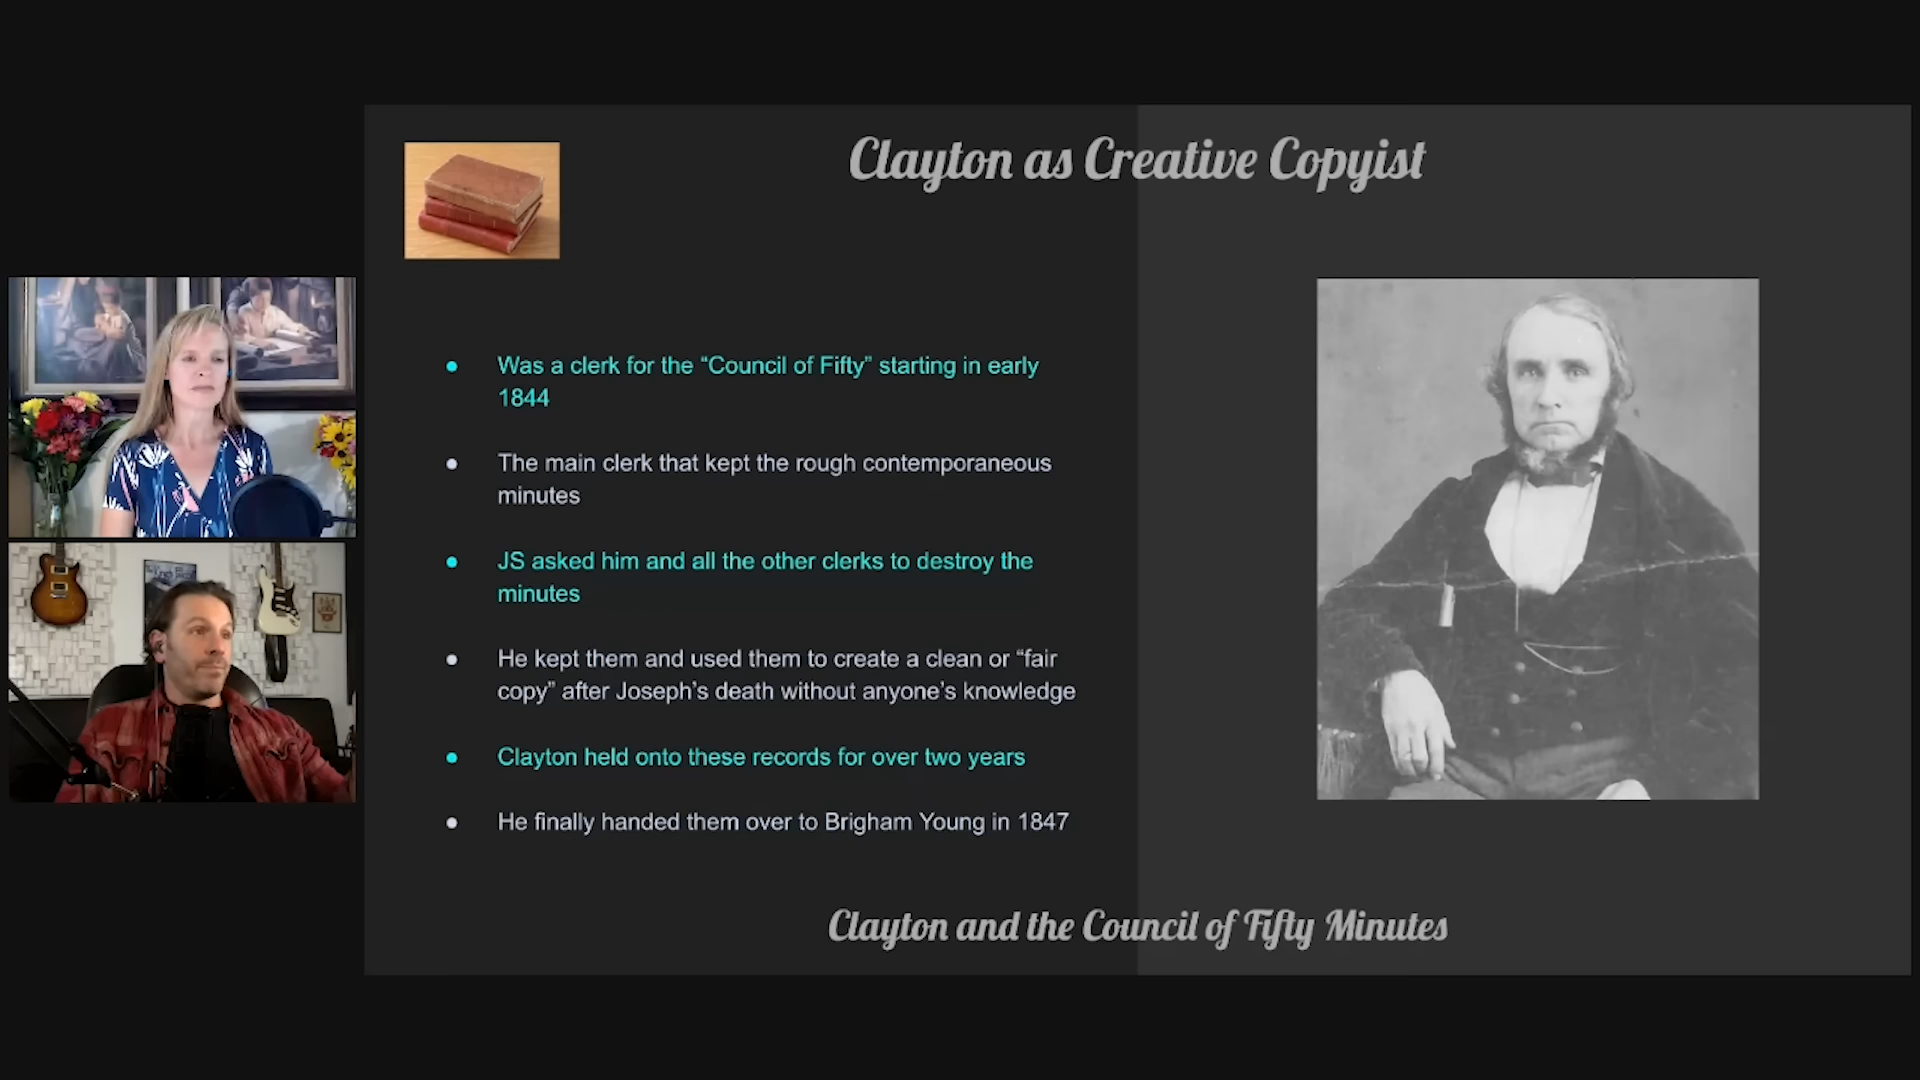 Clayton as Creative Copyist
Was a clerk for the “Council of Fifty” starting in early
1844
The main clerk that kept the rough contemporaneous
minutes
JS asked him and all the other clerks to destroy the
minutes
He kept them and used them to create a clean or “fair
copy” after Joseph’s death without anyone’s knowledge
Clayton held onto these records for over two years
He finally handed them over to Brigham Young in 1847
Clayton and the Council of Fifty Minutes